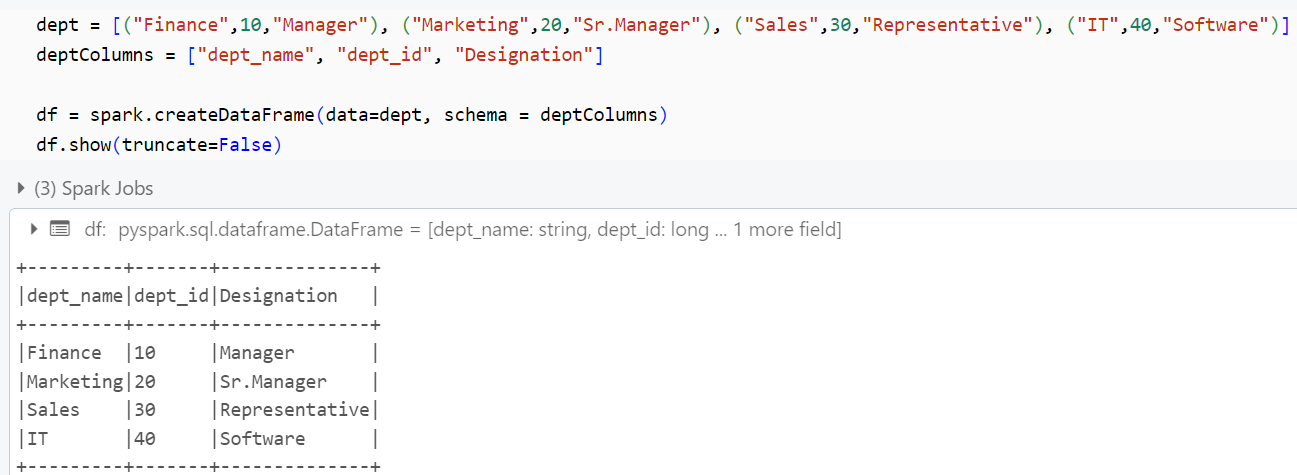 dept = [("Finance",10,"Manager"), ("Marketing",20,"Sr.Manager"), ("Sales",30,"Representative"), ("IT",40,"Software")]
deptColumns = ["dept_name", "dept_id", "Designation"]
df = spark.createDataFrame(data=dept, schema = deptColumns)
df.show(truncate=False)
(3) Spark Jobs
df: pyspark.sql.dataframe.DataFrame = [dept_name: string, dept_id: long ... 1 more field]
+---------+-------+--------------+
|dept_name|dept_id|Designation   |
+---------+-------+--------------+
|Finance  |10     |Manager       |
|Marketing|20     |Sr.Manager    |
|Sales    |30     |Representative|
|IT       |40     |Software      |
+---------+-------+--------------+